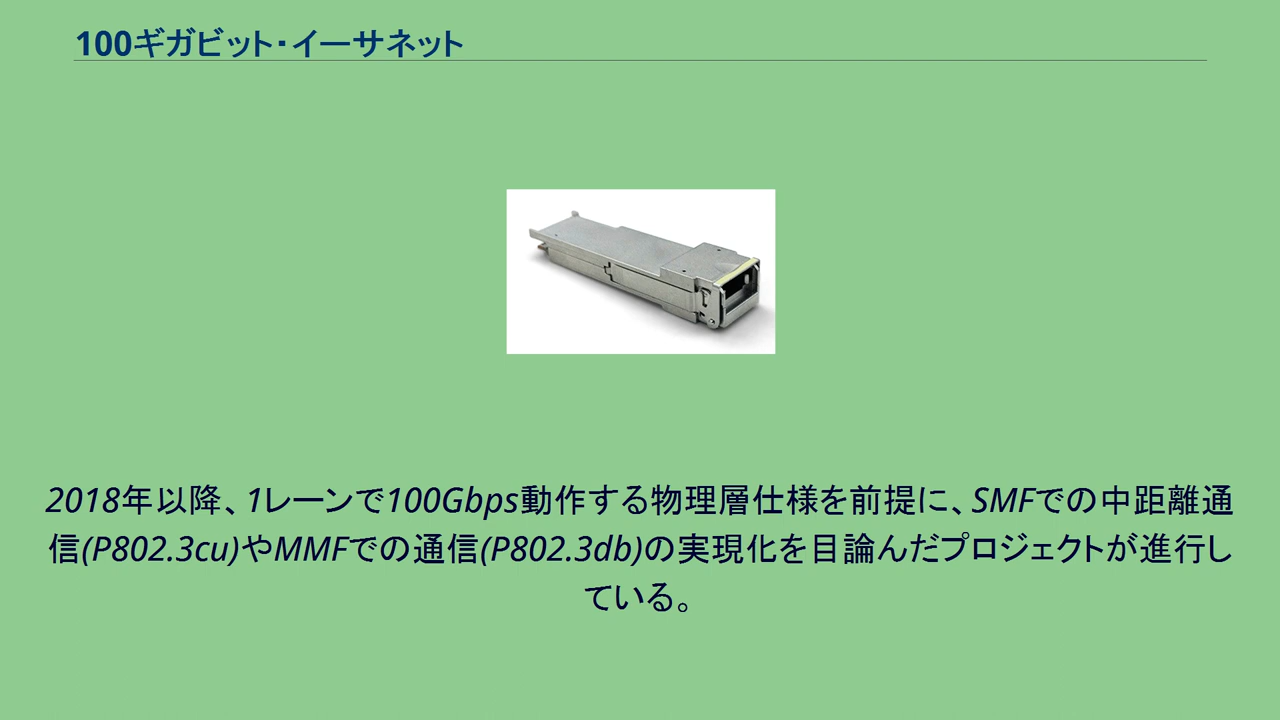 100ギガビット・イーサネット
2018年以降、1レーンで100Gbps動作する物理層仕様を前提に、SMFでの中距離通
信(P802.3cu)やMMFでの通信(P802.3db)の実現化を目論んだプロジェクトが進行し
ている。